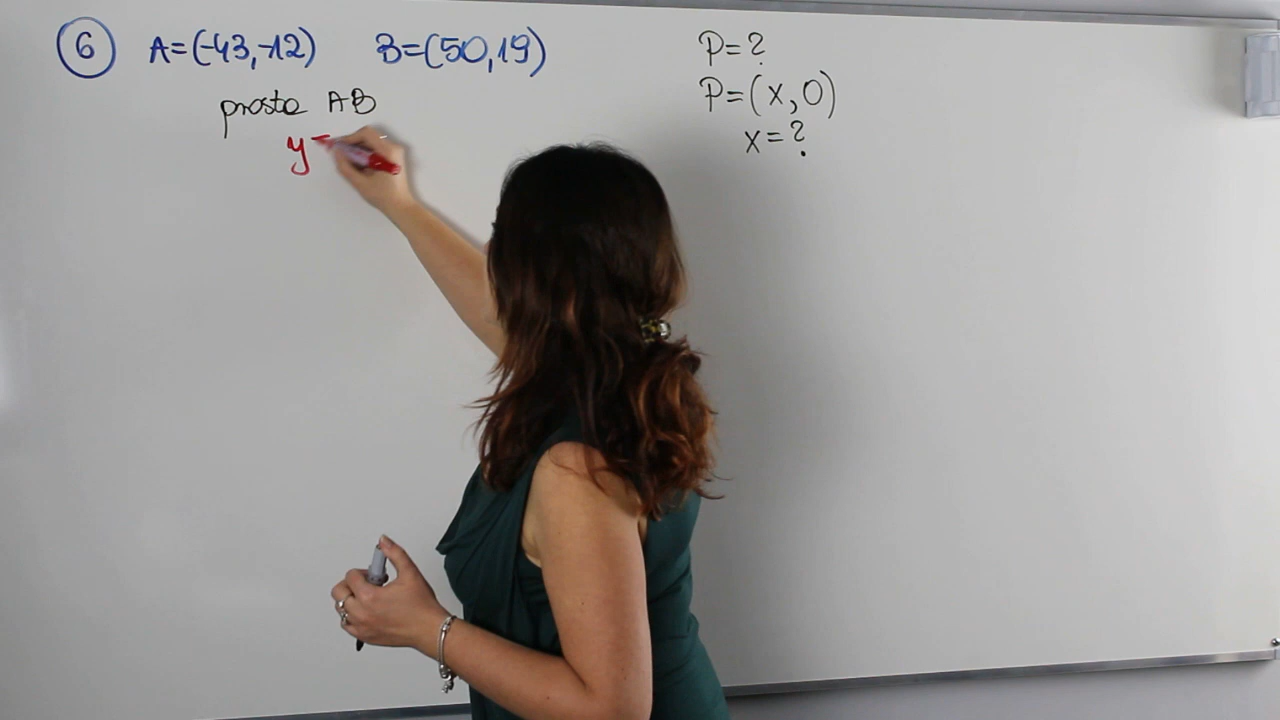 6 A=(-43,-12) B=(50,19)
prosta AB
y=
P=?
P=(x,0)
x=?